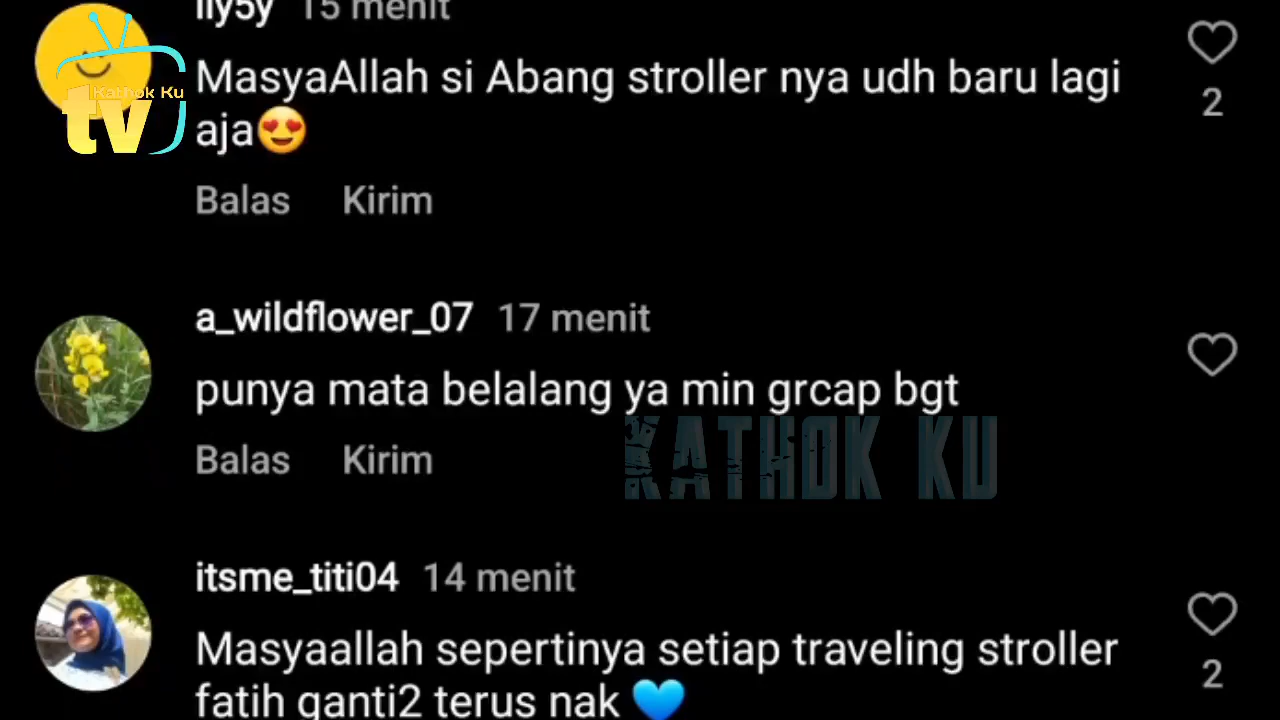 15 menit
Kathok Ku
tv
MasyaAllah si Abang stroller nya udh baru lagi
aja😍
Balas Kirim
2
a_wildflower_07 17 menit
punya mata belalang ya min grcap bgt
Balas Kirim
KATHOK KU
itsme_titi04 14 menit
Masyaallah sepertinya setiap traveling stroller
fatih ganti2 terus nak 💙
2